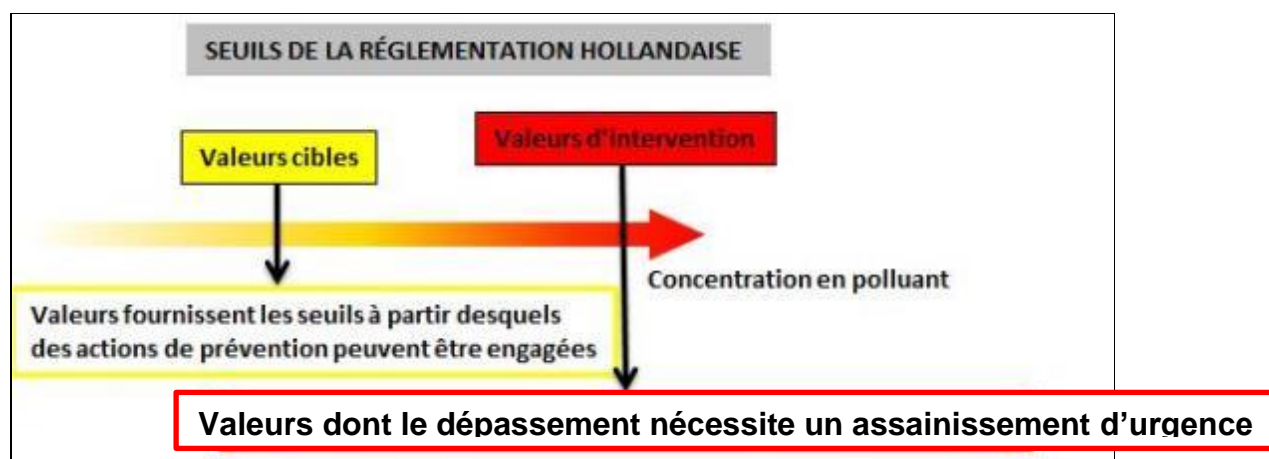 SEUILS DE LA RÉGLEMENTATION HOLLANDAISE
Valeurs cibles
Valeurs d'intervention
Concentration en polluant
Valeurs fournissent les seuils à partir desquels
des actions de prévention peuvent être engagées
Valeurs dont le dépassement nécessite un assainissement d’urgence